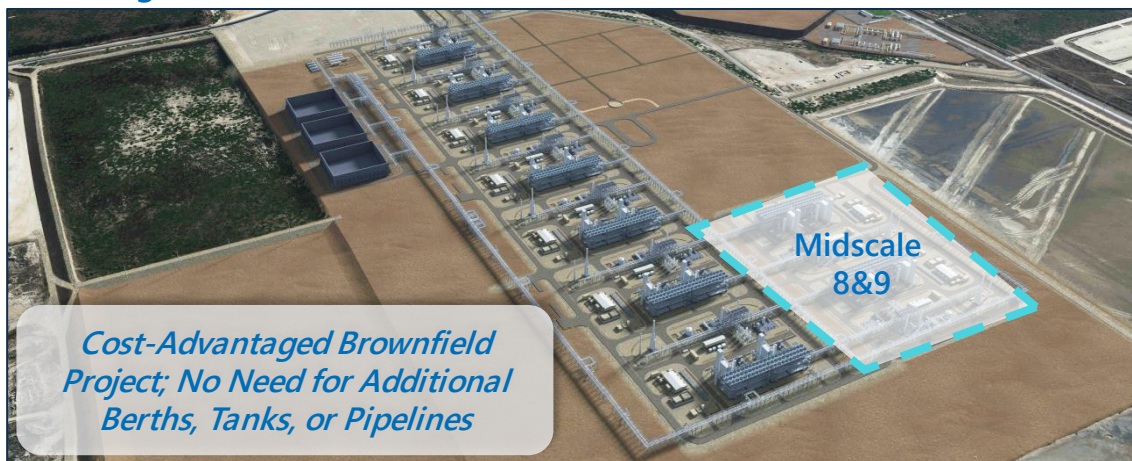 Midscale
8&9
Cost-Advantaged Brownfield
Project; No Need for Additional
Berths, Tanks, or Pipelines